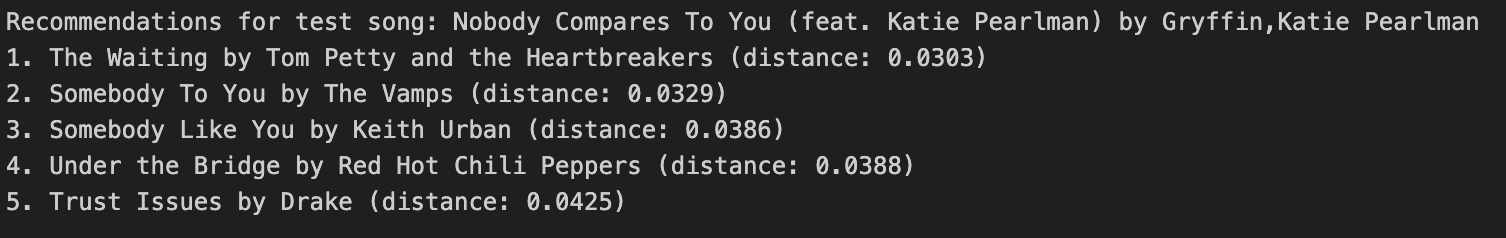 Recommendations for test song: Nobody Compares To You (feat. Katie Pearlman) by Gryffin,Katie Pearlman
1. The Waiting by Tom Petty and the Heartbreakers (distance: 0.0303)
2. Somebody To You by The Vamps (distance: 0.0329)
3. Somebody Like You by Keith Urban (distance: 0.0386)
4. Under the Bridge by Red Hot Chili Peppers (distance: 0.0388)
5. Trust Issues by Drake (distance: 0.0425)